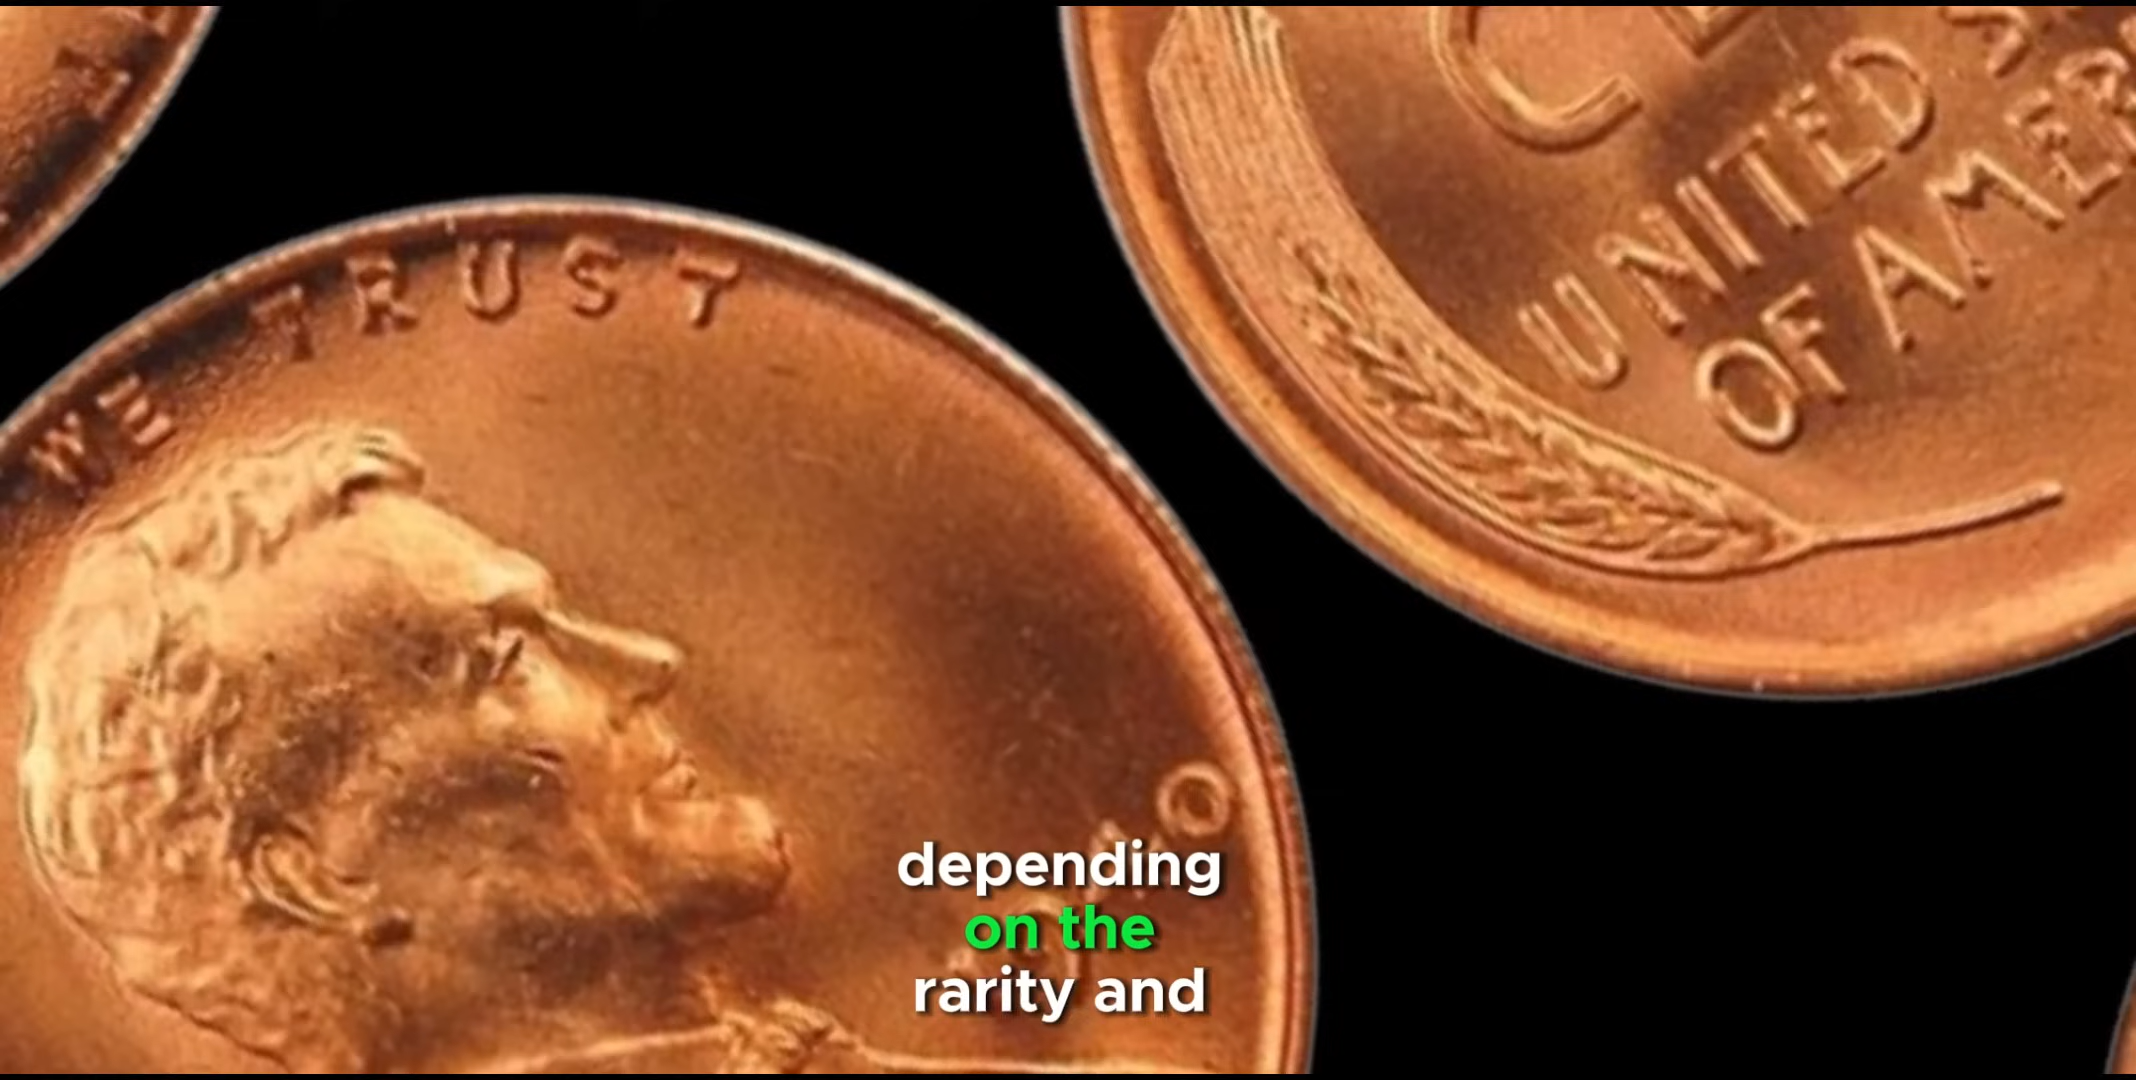 WE TRUST
UNITED
OF AMER
depending
on the
rarity and